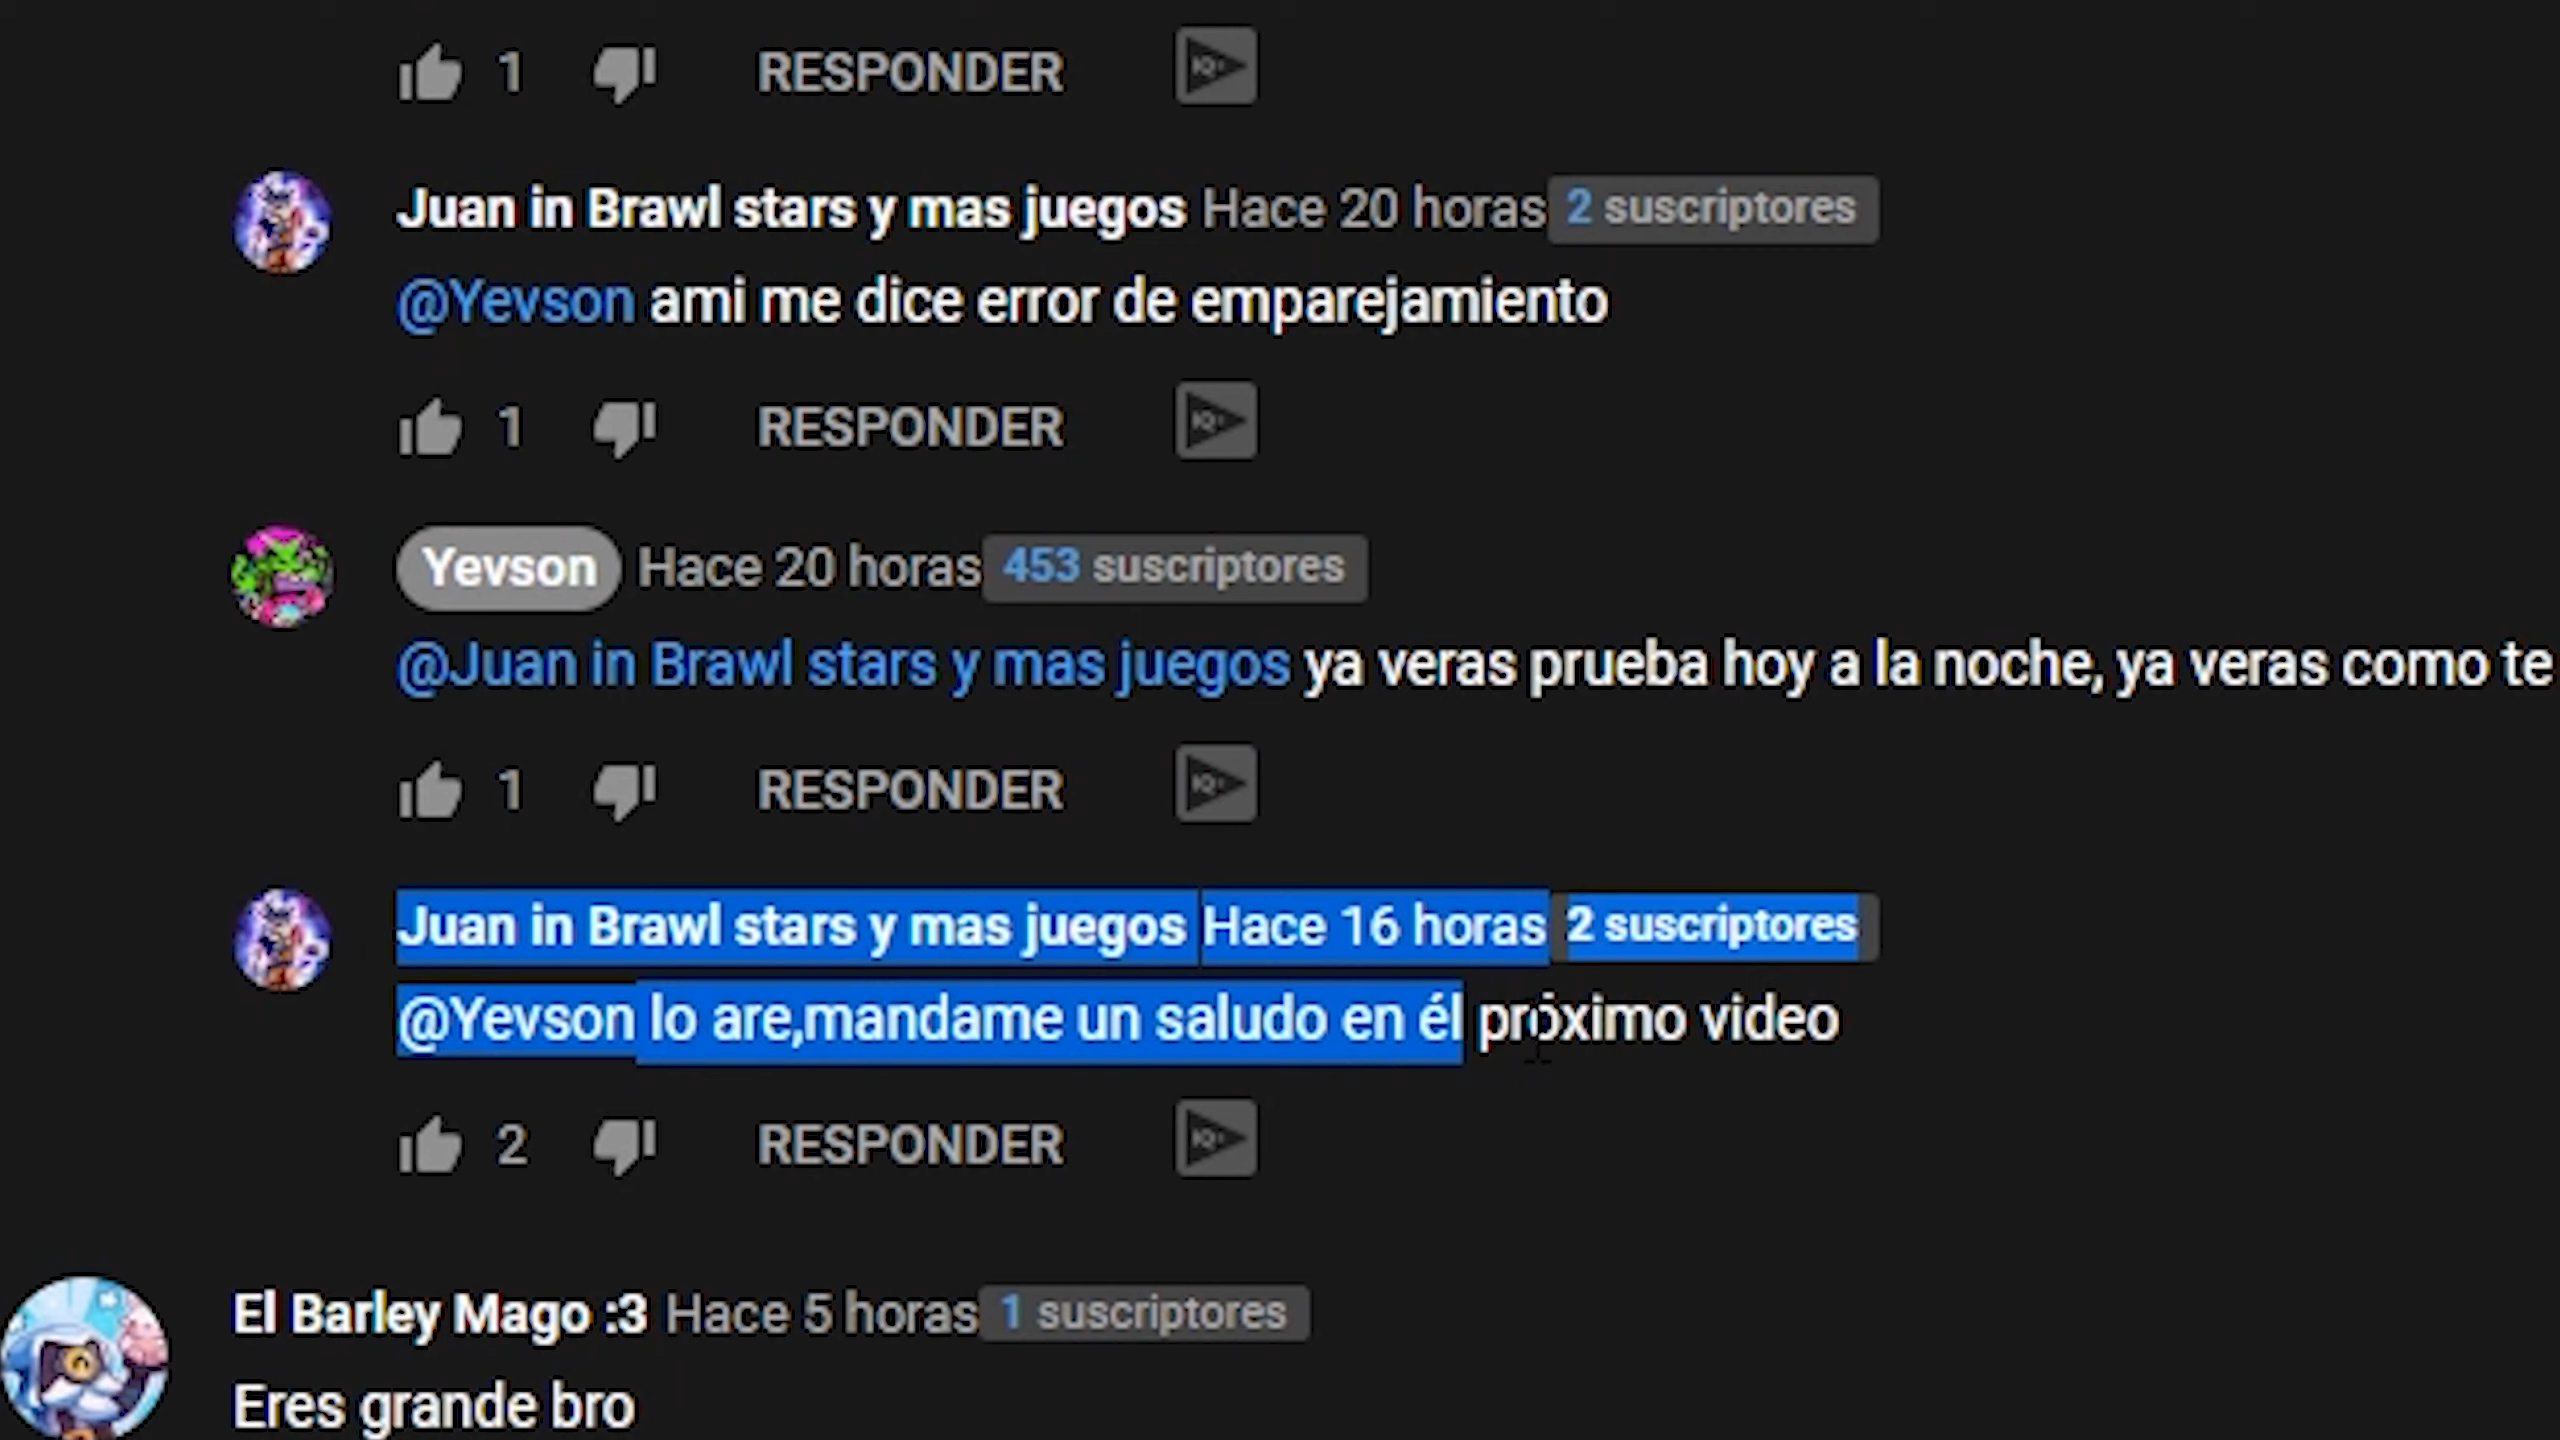 1 RESPONDER
Juan in Brawl stars y mas juegos Hace 20 horas 2 suscriptores
@Yevson ami me dice error de emparejamiento
1 RESPONDER
Yevson Hace 20 horas 453 suscriptores
@Juan in Brawl stars y mas juegos ya veras prueba hoy a la noche, ya veras como te
1 RESPONDER
Juan in Brawl stars y mas juegos Hace 16 horas 2 suscriptores
@Yevson lo are,mandame un saludo en él próximo video
2 RESPONDER
El Barley Mago :3 Hace 5 horas 1 suscriptores
Eres grande bro